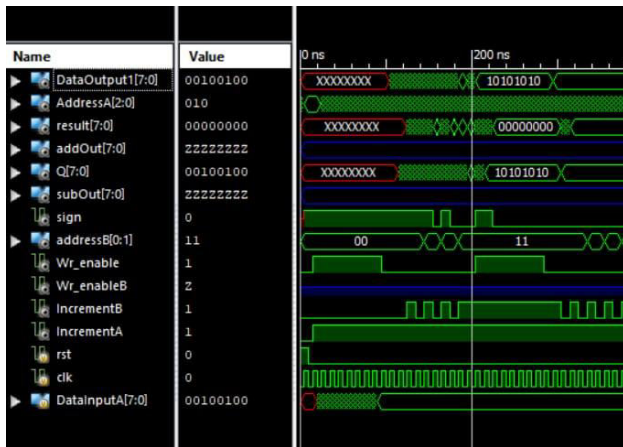 Name Value 0 ns 200 ns
DataOutput1[7:0] 00100100 XXXXXXXX 10101010
AddressA[2:0] 010
result[7:0] 00000000 XXXXXXXX 00000000
addOut[7:0] ZZZZZZZZ
Q[7:0] 00100100 XXXXXXXX 10101010
subOut[7:0] ZZZZZZZZ
sign 0
addressB[0:1] 11 00 11
Wr_enable 1
Wr_enableB Z
IncrementB 1
IncrementA 1
rst 0
clk 0
DataInputA[7:0] 00100100